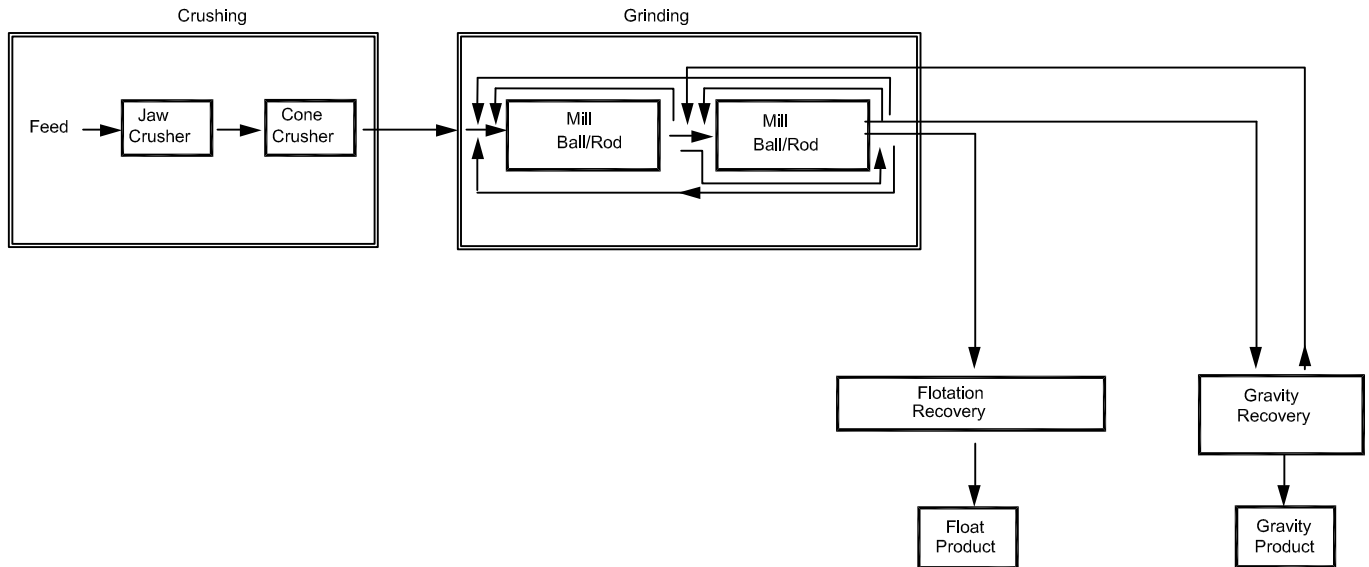 Crushing
Grinding
Feed
Jaw
Crusher
Cone
Crusher
Mill
Ball/Rod
Mill
Ball/Rod
Flotation
Recovery
Gravity
Recovery
Float
Product
Gravity
Product